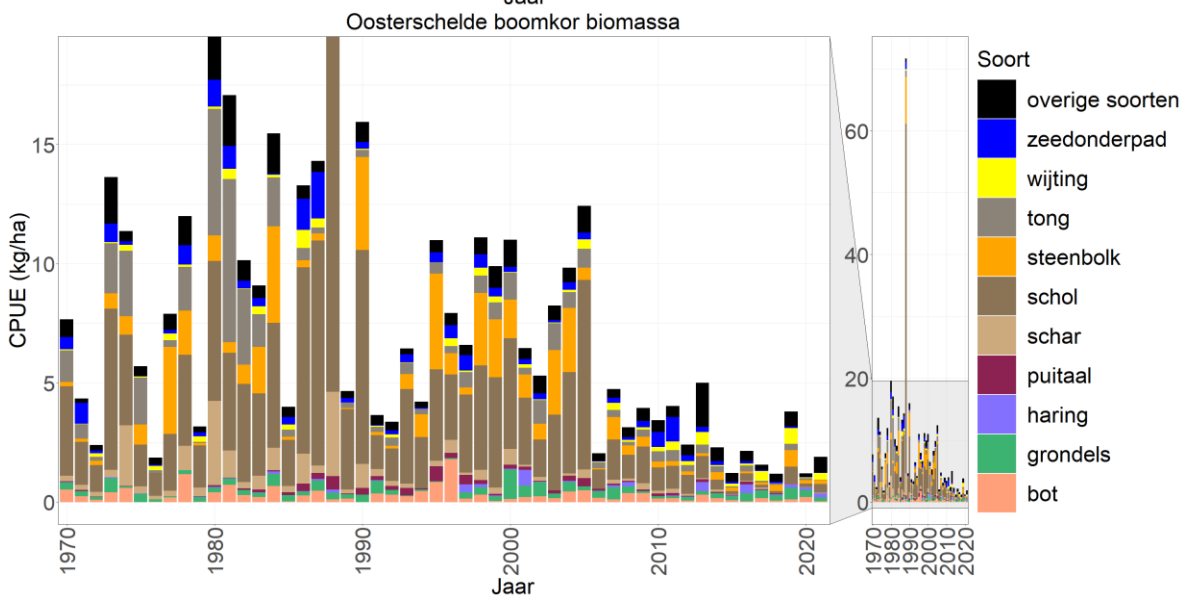 Jaar
Oosterschelde boomkor biomassa
CPUE (kg/ha)
15
10
5
0
1970
1980
1990
2000
2010
2020
Jaar
60
40
20
0
1970
1980
1990
2000
2010
2020
Soort
overige soorten
zeedonderpad
wijting
tong
steenbolk
schol
schar
puitaal
haring
grondels
bot